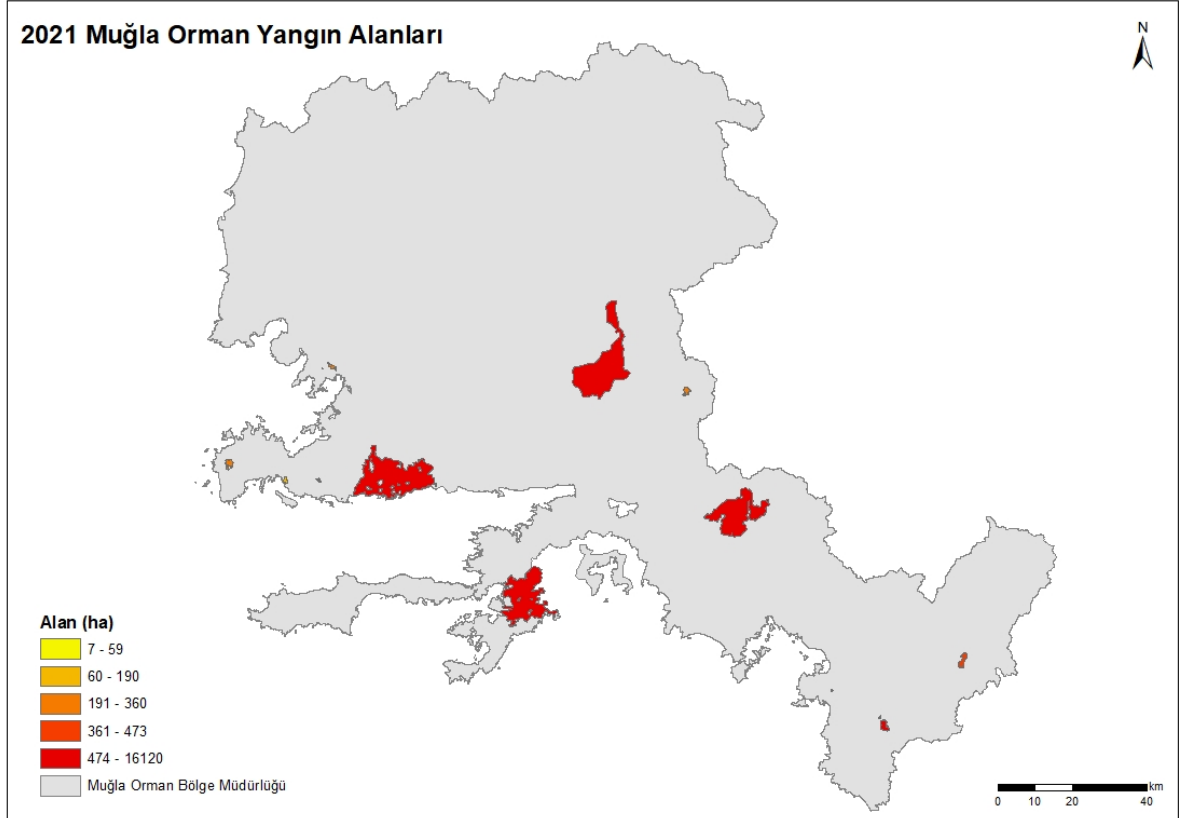 2021 Muğla Orman Yangın Alanları
N
Alan (ha)
7 - 59
60 - 190
191 - 360
361 - 473
474 - 16120
Muğla Orman Bölge Müdürlüğü
km
0 10 20 40